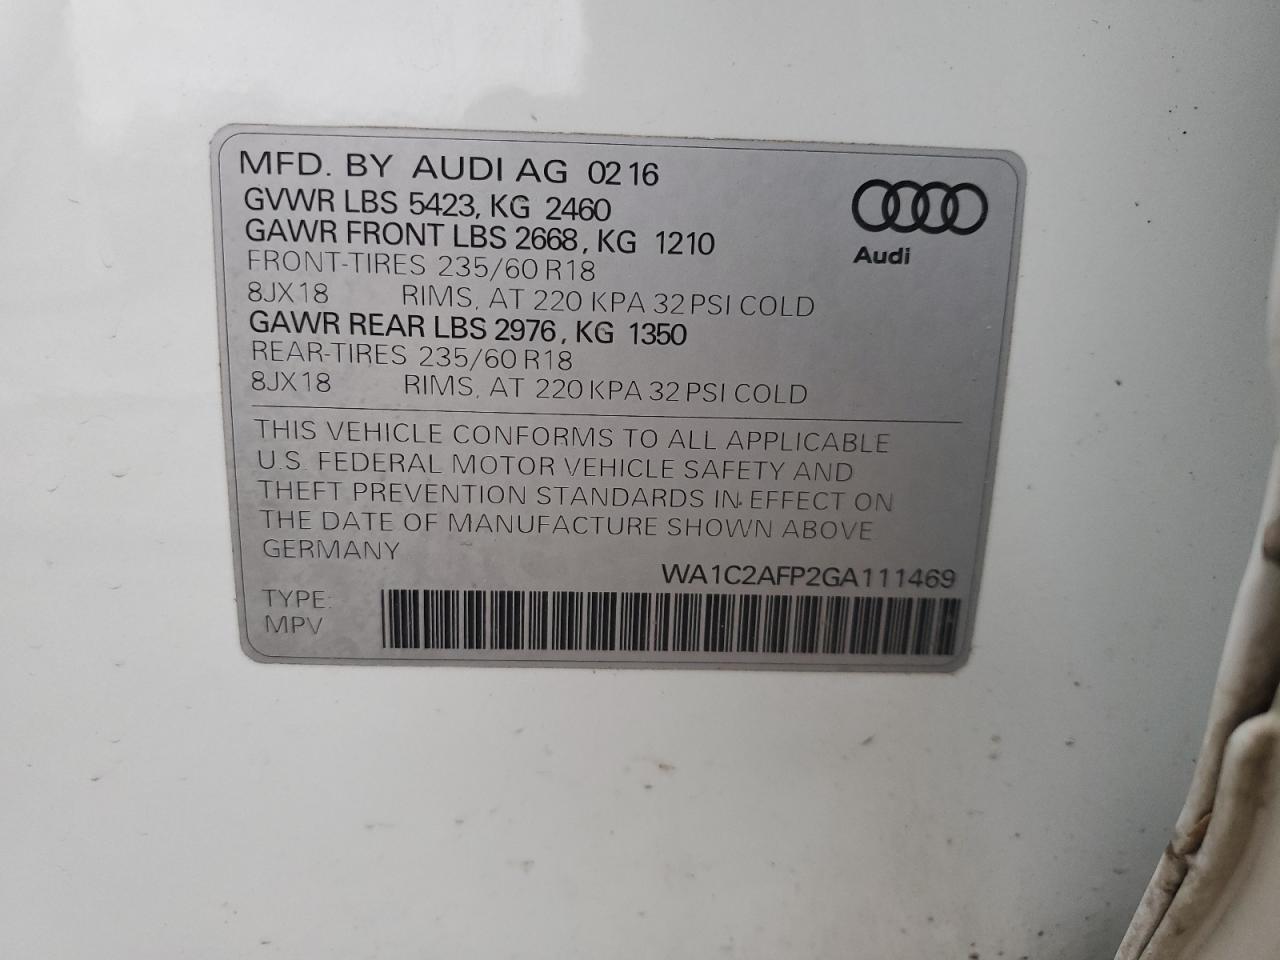 MFD. BY AUDI AG 0216
GVWR LBS 5423, KG 2460
GAWR FRONT LBS 2668, KG 1210
FRONT-TIRES 235/60 R18
8JX18 RIMS, AT 220 KPA 32 PSI COLD
GAWR REAR LBS 2976, KG 1350
REAR-TIRES 235/60 R18
8JX18 RIMS, AT 220 KPA 32 PSI COLD
Audi
THIS VEHICLE CONFORMS TO ALL APPLICABLE
U.S. FEDERAL MOTOR VEHICLE SAFETY AND
THEFT PREVENTION STANDARDS IN EFFECT ON
THE DATE OF MANUFACTURE SHOWN ABOVE
GERMANY
WA1C2AFP2GA111469
TYPE:
MPV